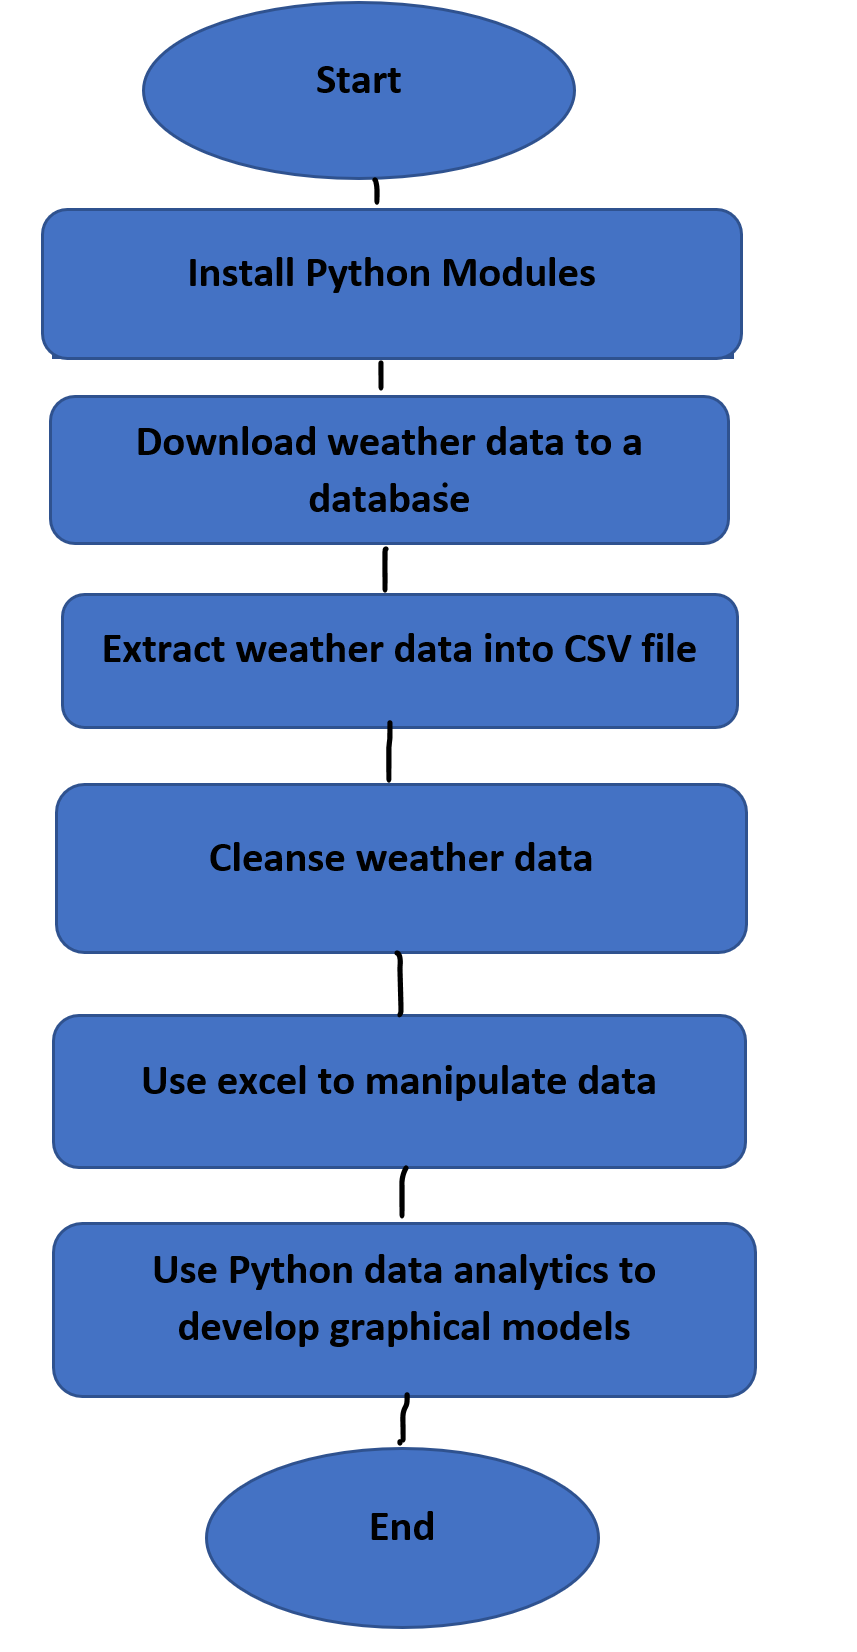 Start
Install Python Modules
Download weather data to a
database
Extract weather data into CSV file
Cleanse weather data
Use excel to manipulate data
Use Python data analytics to
develop graphical models
End